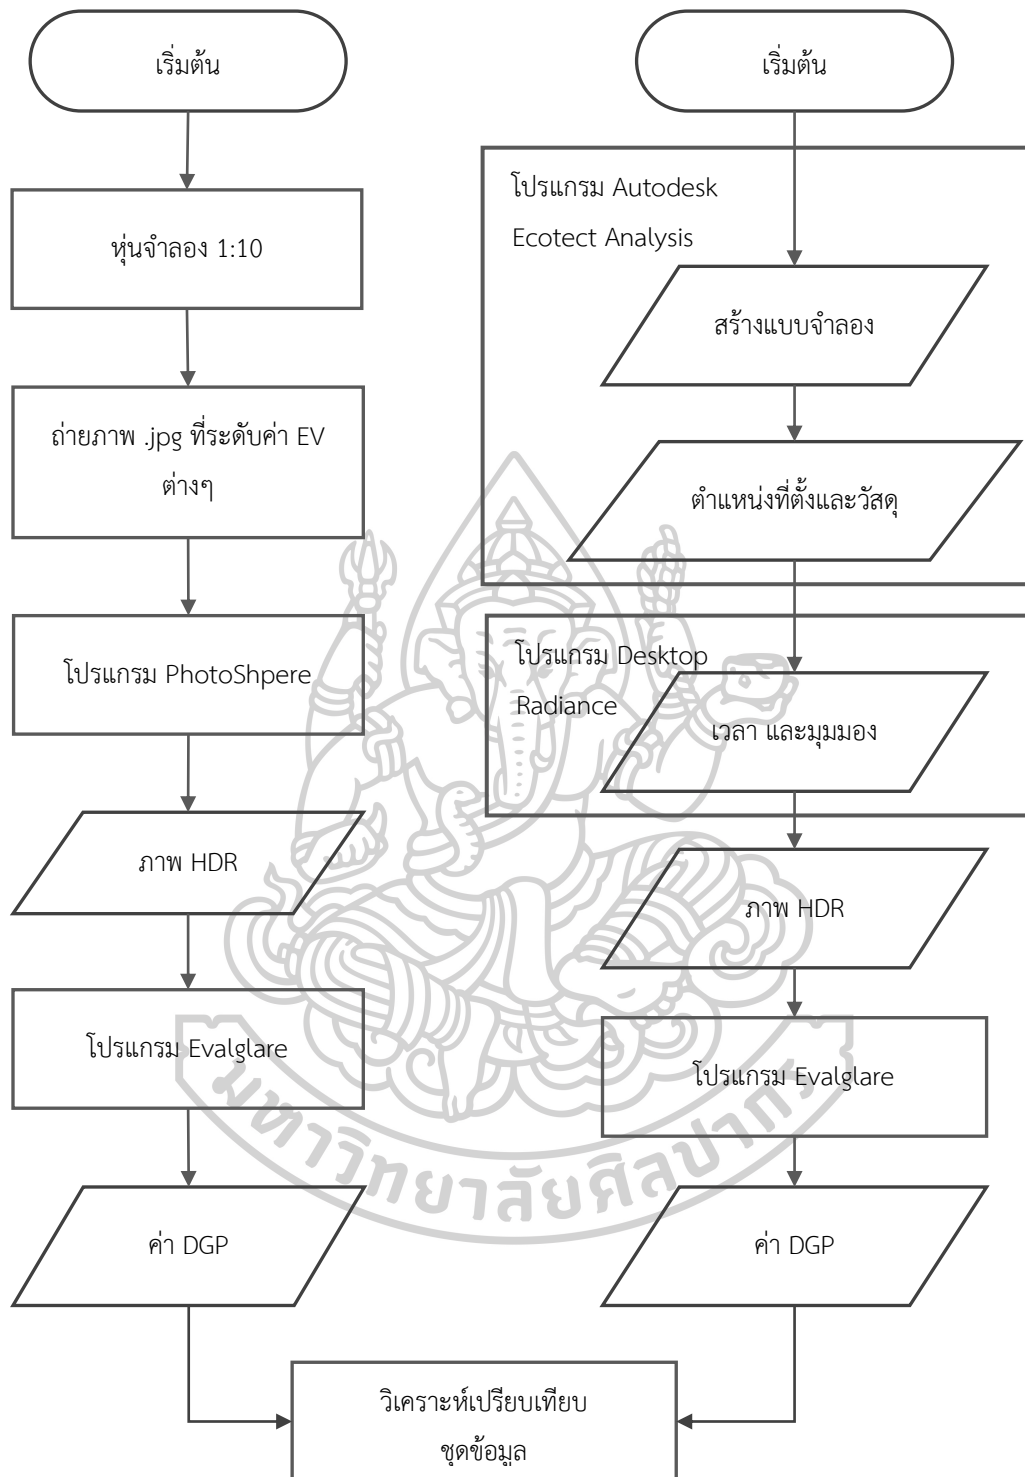 เริ่มต้น
หุ่นจำลอง 1:10
ถ่ายภาพ .jpg ที่ระดับค่า EV
ต่างๆ
โปรแกรม PhotoShpere
ภาพ HDR
โปรแกรม Evalglare
ค่า DGP
เริ่มต้น
โปรแกรม Autodesk
Ecotect Analysis
สร้างแบบจำลอง
ตำแหน่งที่ตั้งและวัสดุ
โปรแกรม Desktop
Radiance
เวลา และมุมมอง
ภาพ HDR
โปรแกรม Evalglare
ค่า DGP
วิเคราะห์เปรียบเทียบ
ชุดข้อมูล
มหาวิทยาลัยศิลปากร